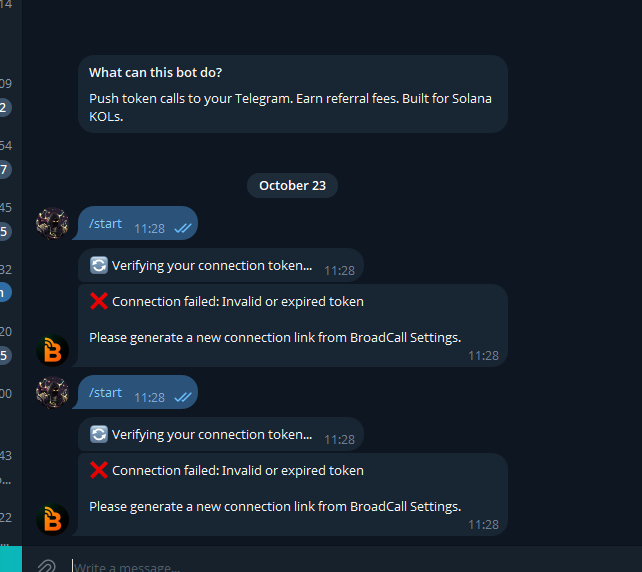 14
What can this bot do?
09
Push token calls to your Telegram. Earn referral fees. Built for Solana
2
KOLs.
54
7
October 23
45
/start 11:28
5
Verifying your connection token... 11:28
32
Connection failed: Invalid or expired token
20
Please generate a new connection link from BroadCall Settings.
5
11:28
00
/start 11:28
Verifying your connection token... 11:28
43
Connection failed: Invalid or expired token
...
Please generate a new connection link from BroadCall Settings.
22
11:28
...
Write a message...